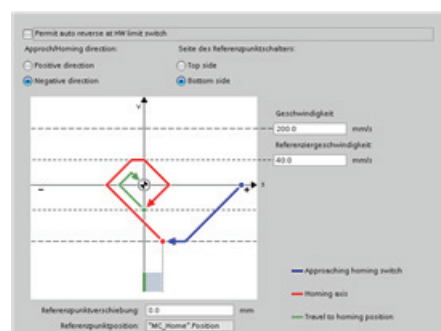 Permit auto reverse at HW limit switch
Approch/Homing direction:
Seite des Referenzpunktschalters:
Positive direction
Top side
Negative direction
Bottom side
Geschwindigkeit
200.0 mm/s
Referenziergeschwindigkeit:
40.0 mm/s
Approaching homing switch
Homing axis
Travel to homing position
Referenzpunktverschiebung: 0.0 mm
Referenzpunktposition: "MC_Home".Position